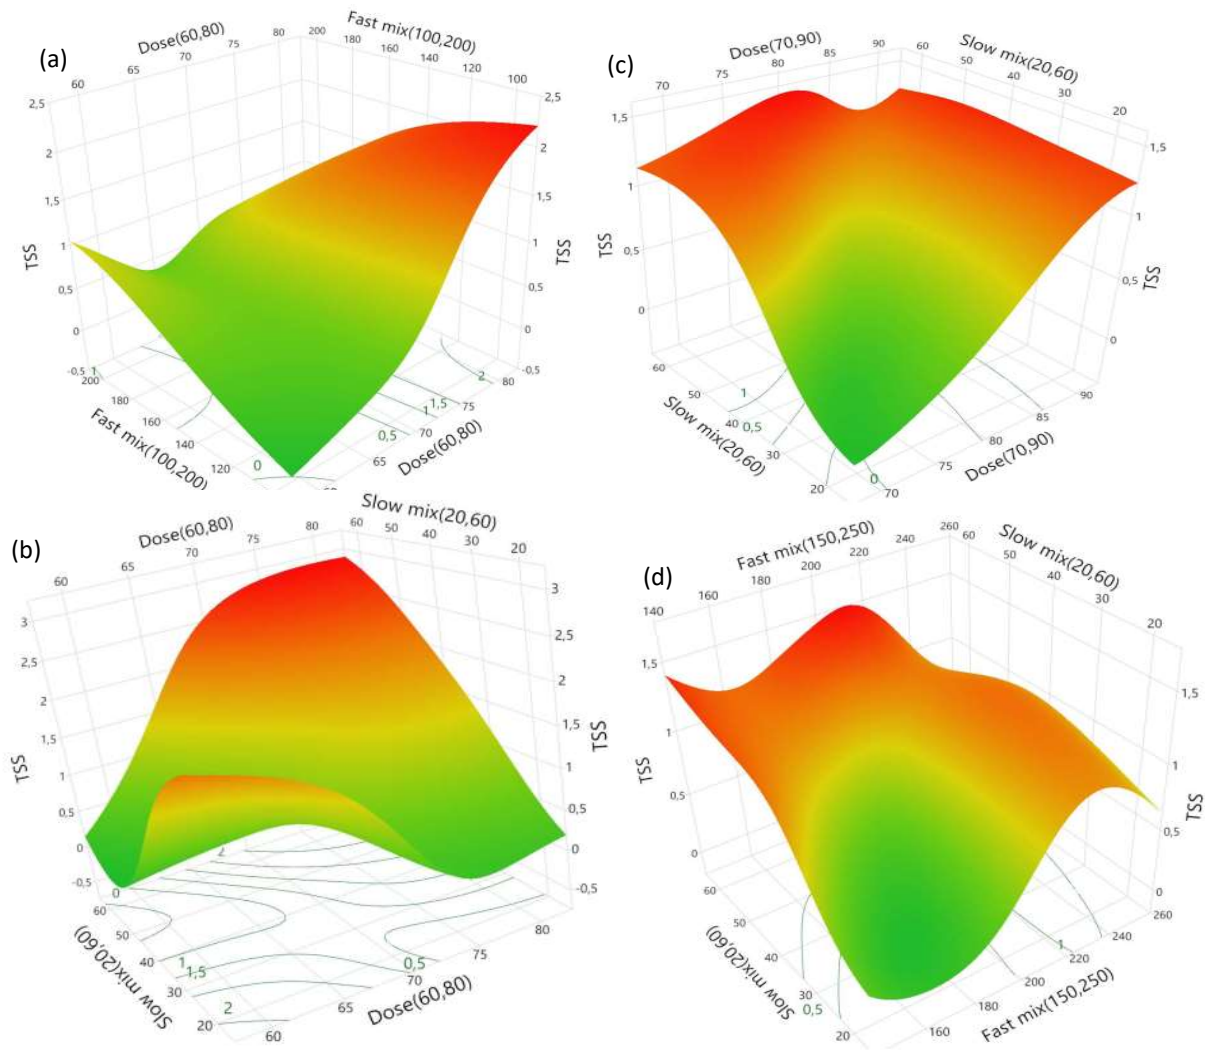 (a)
Dose(60,80)
Fast mix(100,200)
60 65 70 75 80
200 180 160 140 120 100
2,5 2 1,5 1 0,5 0 -0,5
TSS
2,5 2 1,5 1 0,5 0 -0,5
TSS
200 180 160 140 120
Fast mix(100,200)
65 70 75 80
Dose(60,80)
1 0 0,5 1 1,5 2
(c)
Dose(70,90)
Slow mix(20,60)
70 75 80 85 90
60 50 40 30 20
1,5 1 0,5 0
TSS
1,5 1 0,5 0
TSS
60 50 40 30 20
Slow mix(20,60)
70 75 80 85 90
Dose(70,90)
1 0,5 0
(b)
Dose(60,80)
Slow mix(20,60)
60 65 70 75 80
60 50 40 30 20
3 2,5 2 1,5 1 0,5 0 -0,5
TSS
3 2,5 2 1,5 1 0,5 0 -0,5
TSS
60 50 40 30 20
Slow mix(20,60)
60 65 70 75 80
Dose(60,80)
0 1 1,5 2 0,5
(d)
Fast mix(150,250)
Slow mix(20,60)
140 160 180 200 220 240 260
60 50 40 30 20
1,5 1 0,5 0
TSS
1,5 1 0,5 0
TSS
60 50 40 30 20
Slow mix(20,60)
160 180 200 220 240 260
Fast mix(150,250)
0,5 1